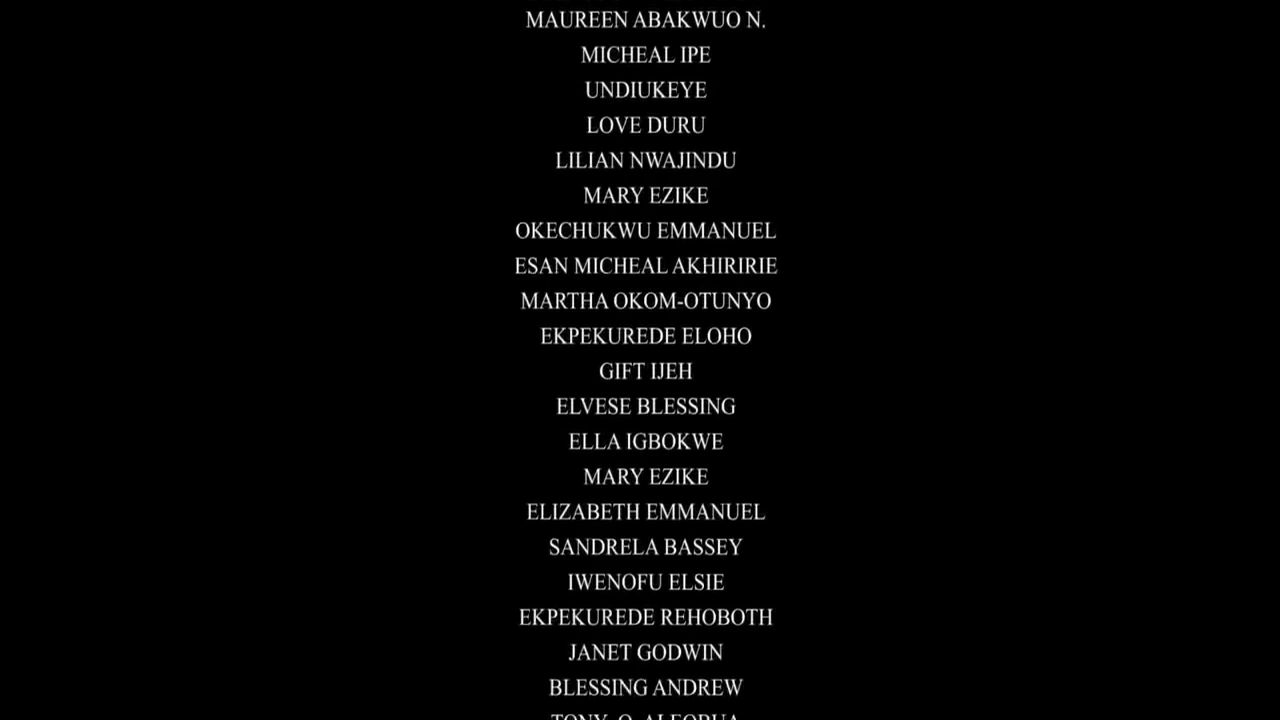 MAUREEN ABAKWUO N.
MICHEAL IPE
UNDIUKEYE
LOVE DURU
LILIAN NWAJINDU
MARY EZIKE
OKECHUKWU EMMANUEL
ESAN MICHEAL AKHIRIRIE
MARTHA OKOM-OTUNYO
EKPEKUREDE ELOHO
GIFT IJEH
ELVESE BLESSING
ELLA IGBOKWE
MARY EZIKE
ELIZABETH EMMANUEL
SANDRELA BASSEY
IWENOFU ELSIE
EKPEKUREDE REHOBOTH
JANET GODWIN
BLESSING ANDREW
TONY O.